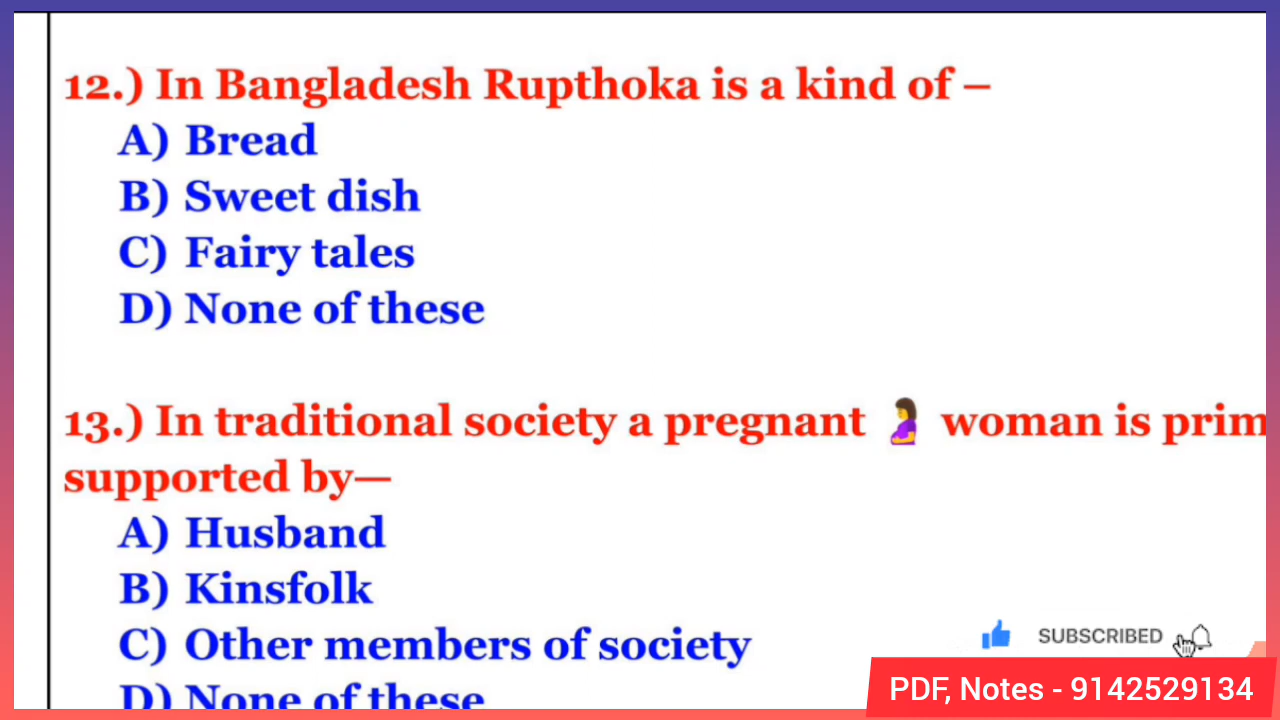 12.) In Bangladesh Rupthoka is a kind of –
A) Bread
B) Sweet dish
C) Fairy tales
D) None of these
13.) In traditional society a pregnant 🤰 woman is prim
supported by—
A) Husband
B) Kinsfolk
C) Other members of society
D) None of these
SUBSCRIBED
PDF, Notes - 9142529134